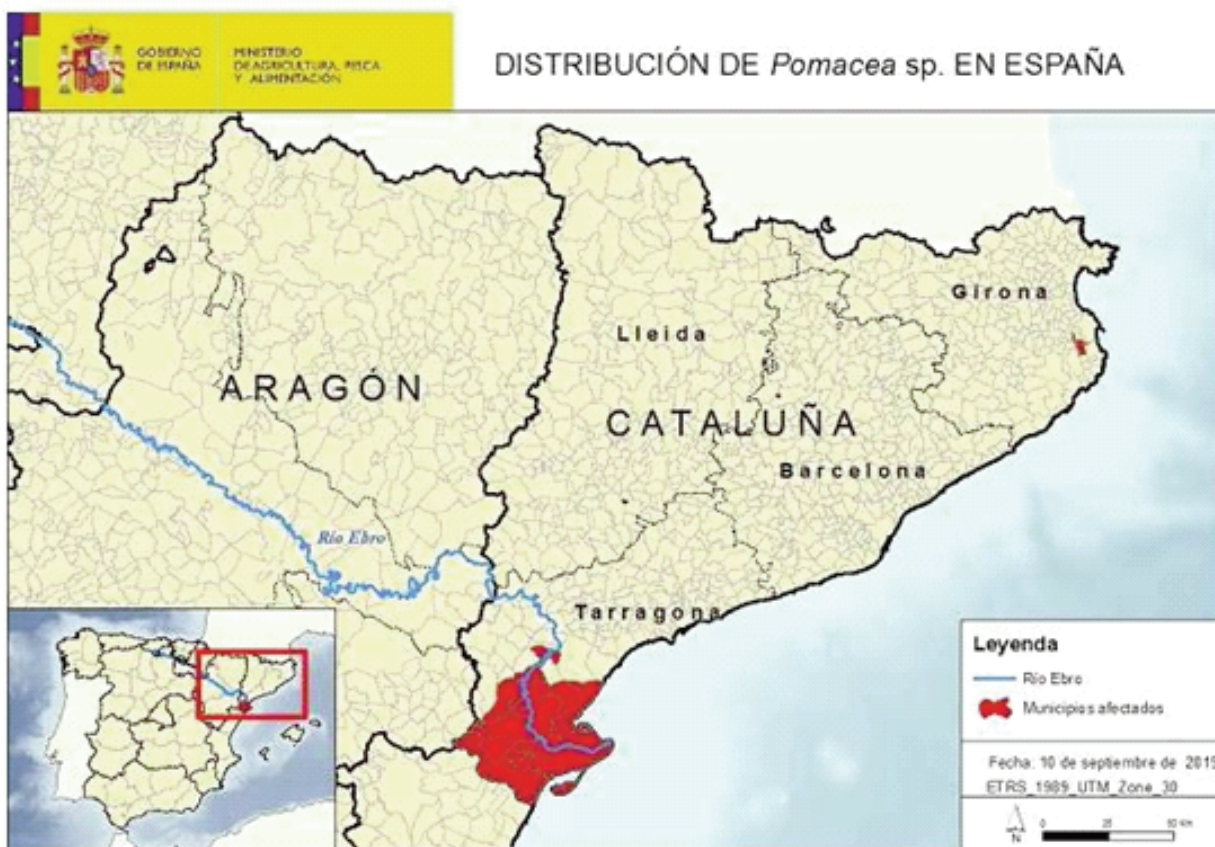 GOBIERNO
DE ESPAÑA
MINISTERIO
DE AGRICULTURA, PESCA
Y ALIMENTACIÓN
DISTRIBUCIÓN DE Pomacea sp. EN ESPAÑA
Girona
Lleida
ARAGÓN
CATALUÑA
Barcelona
Río Ebro
Tarragona
Leyenda
Río Ebro
Municipios afectados
Fecha: 10 de septiembre de 2019
ETRS_1989_UTM_Zone_30
N
0 25 50 Km